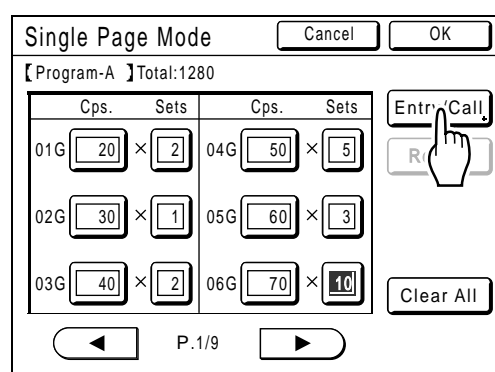 Single Page Mode Cancel OK
【Program-A 】Total:1280
Cps. Sets Cps. Sets Entry/Call
01G 20 × 2 04G 50 × 5
02G 30 × 1 05G 60 × 3
03G 40 × 2 06G 70 × 10 Clear All
◀ P.1/9 ▶